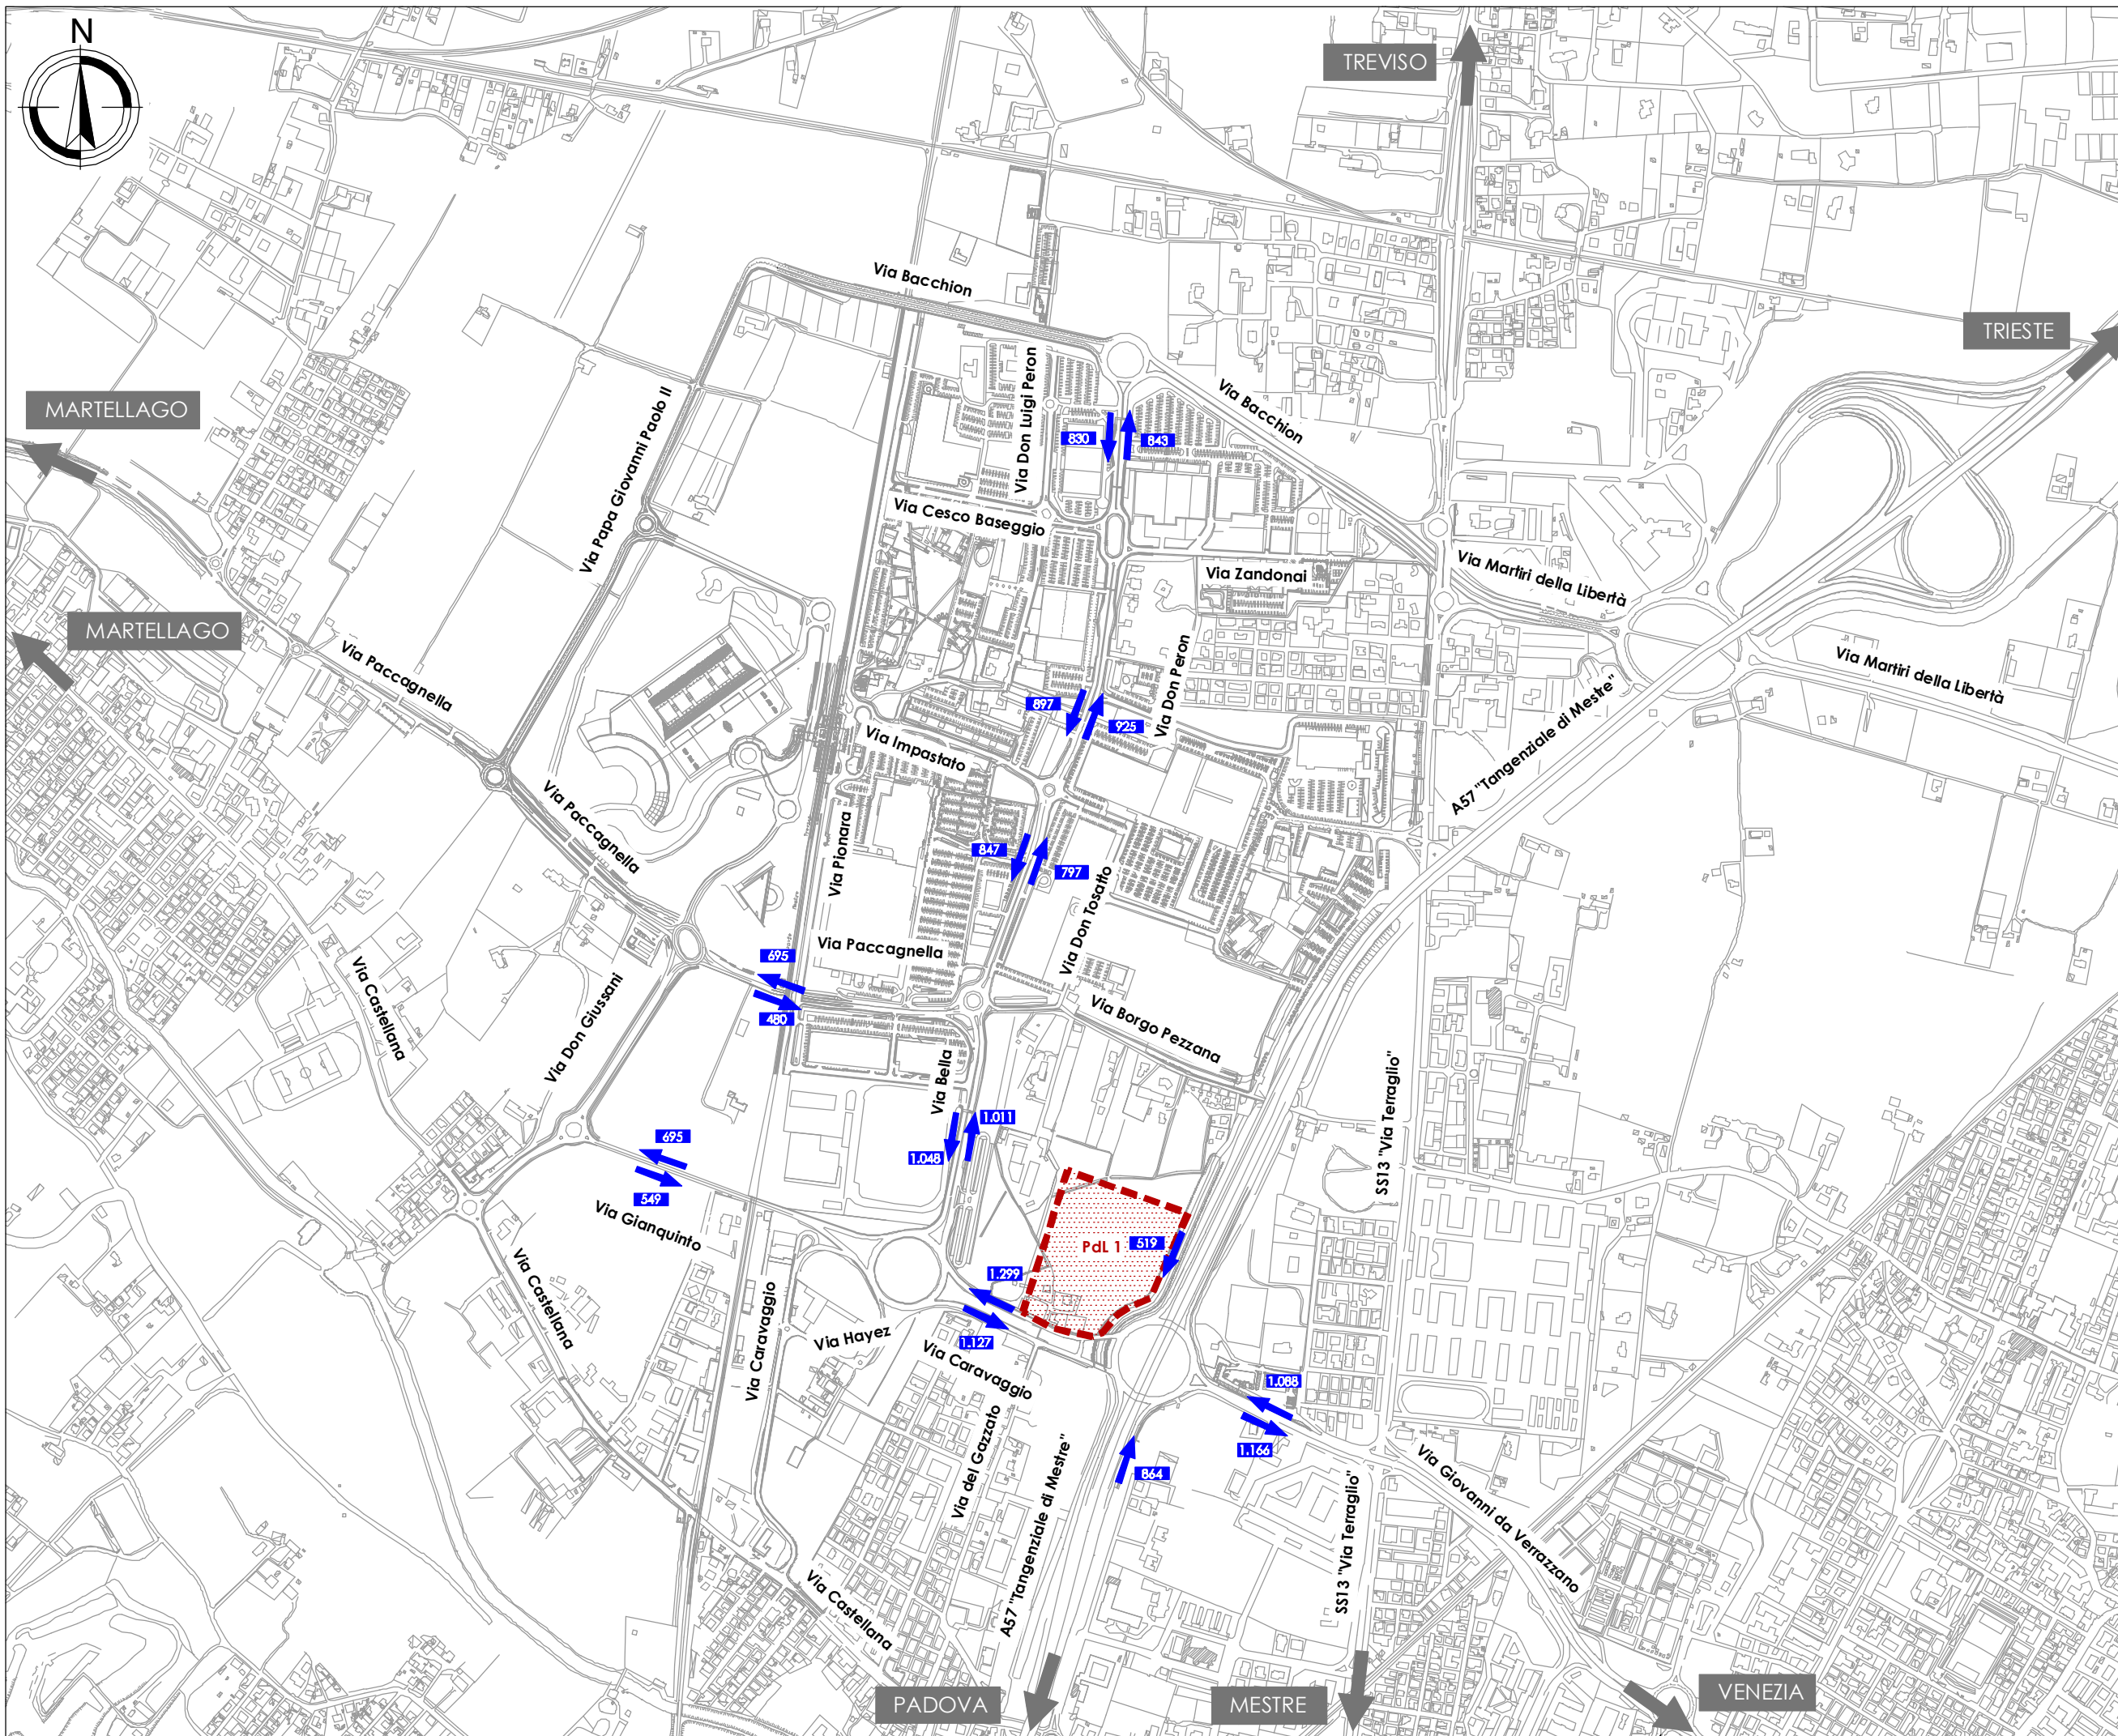 N
TREVISO
Via Bacchion
TRIESTE
Via Don Luigi Peron
MARTELLAGO
Via Bacchion
Via Papa Giovanni Paolo II
830
843
Via Cesco Baseggio
Via Zandonai
Via Martiri della Libertà
MARTELLAGO
Via Paccagnella
Via Martiri della Libertà
Via Don Peron
897
925
A57 "Tangenziale di Mestre"
Via Impastato
Via Paccagnella
Via Pionara
847
797
Via Don Tosatto
Via Paccagnella
695
480
Via Castellana
Via Don Giussani
Via Borgo Pezzana
Via Bella
SS13 "Via Terraglio"
1.011
1.048
695
549
Via Gianquinto
PdL 1
519
1.299
1.127
Via Castellana
Via Caravaggio
Via Hayez
Via Caravaggio
1.088
1.166
864
Via del Gazzato
A57 "Tangenziale di Mestre"
SS13 "Via Terraglio"
Via Giovanni da Verrazzano
Via Castellana
PADOVA
MESTRE
VENEZIA